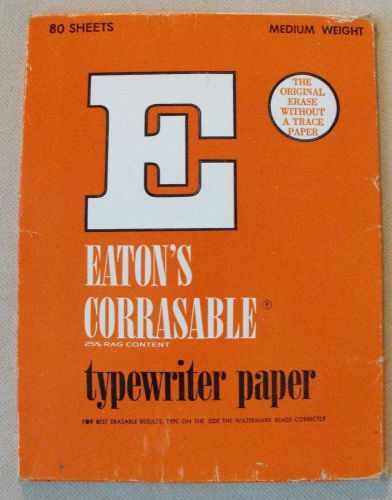 80 SHEETS
MEDIUM WEIGHT
E
THE
ORIGINAL
ERASE
WITHOUT
A TRACE
PAPER
EATON'S
CORRASABLE®
25% RAG CONTENT
typewriter paper
FOR BEST ERASABLE RESULTS, TYPE ON THE SIDE THE WATERMARK READS CORRECTLY